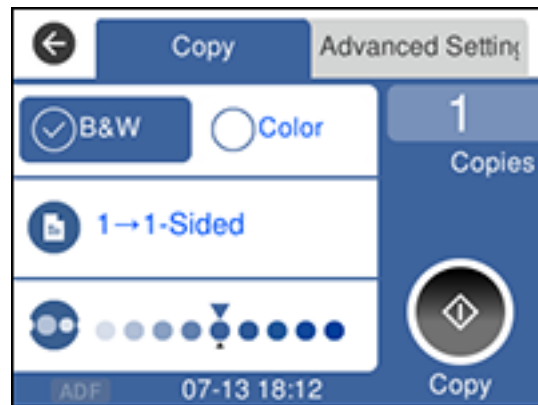 Copy
Advanced Setting
B&W
Color
1
Copies
1→1-Sided
ADF
07-13 18:12
Copy